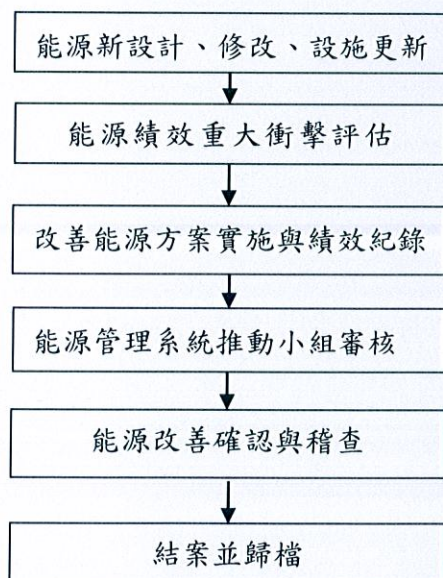 能源新設計、修改、設施更新
能源績效重大衝擊評估
改善能源方案實施與績效紀錄
能源管理系統推動小組審核
能源改善確認與稽查
結案並歸檔